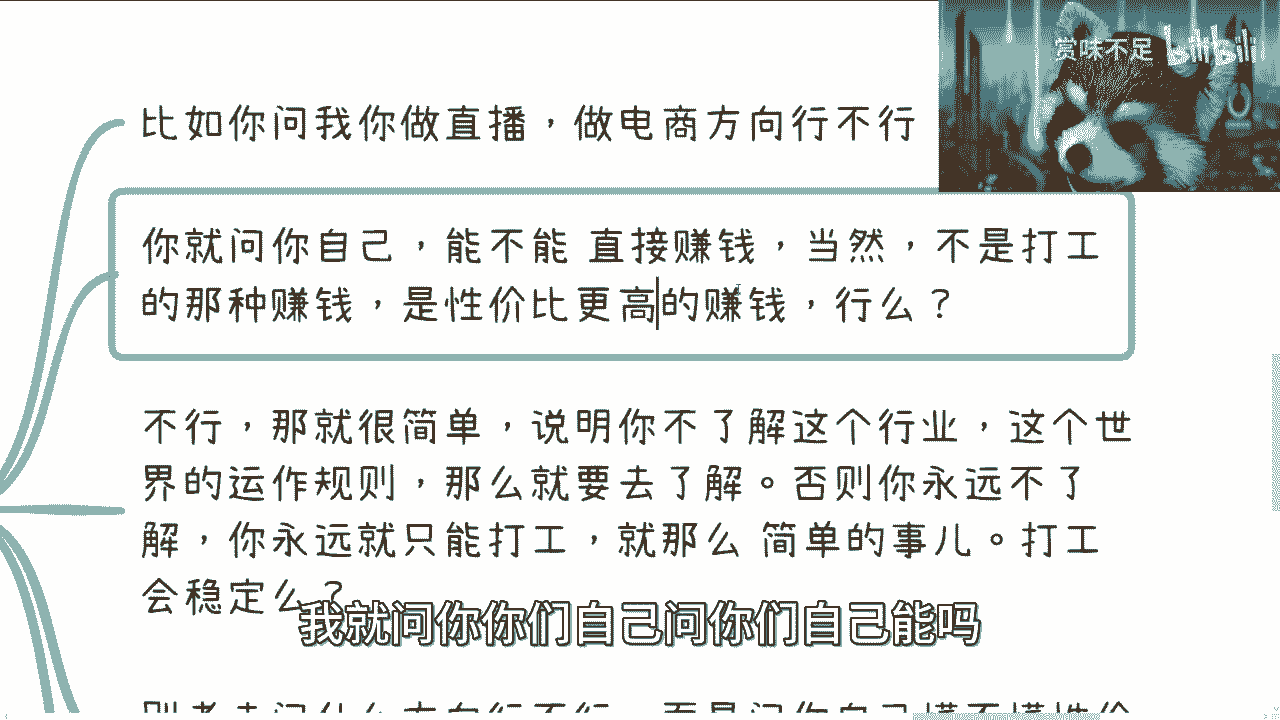 赏味不足 bilibili
比如你问我你做直播，做电商方向行不行
你就问你自己，能不能 直接赚钱，当然，不是打工
的那种赚钱，是性价比更高的赚钱，行么？
不行，那就很简单，说明你不了解这个行业，这个世
界的运作规则，那么就要去了解。否则你永远不了
解，你永远就只能打工，就那么 简单的事儿。打工
会稳定么？
我就问你你们自己问你们自己能吗